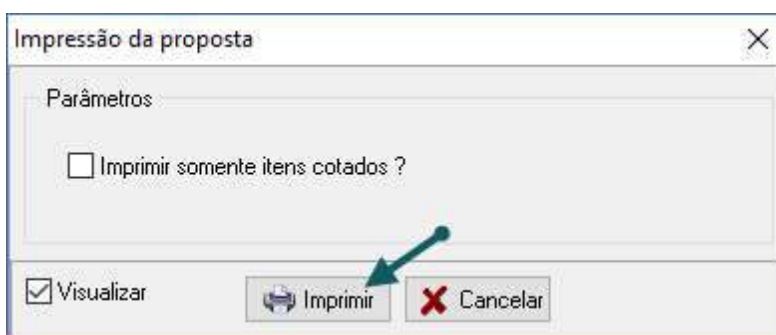 Impressão da proposta
Parâmetros
Imprimir somente itens cotados ?
Visualizar
Imprimir
Cancelar